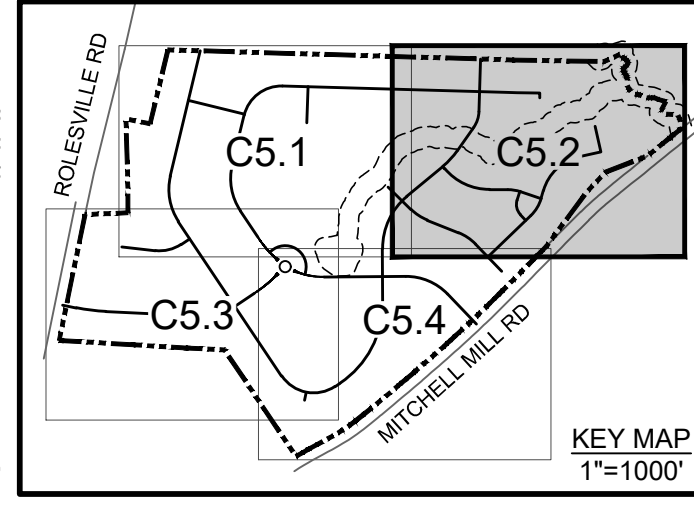 ROLESVILLE RD
C5.1
C5.2
C5.3
C5.4
MITCHELL MILL RD
KEY MAP
1"=1000'